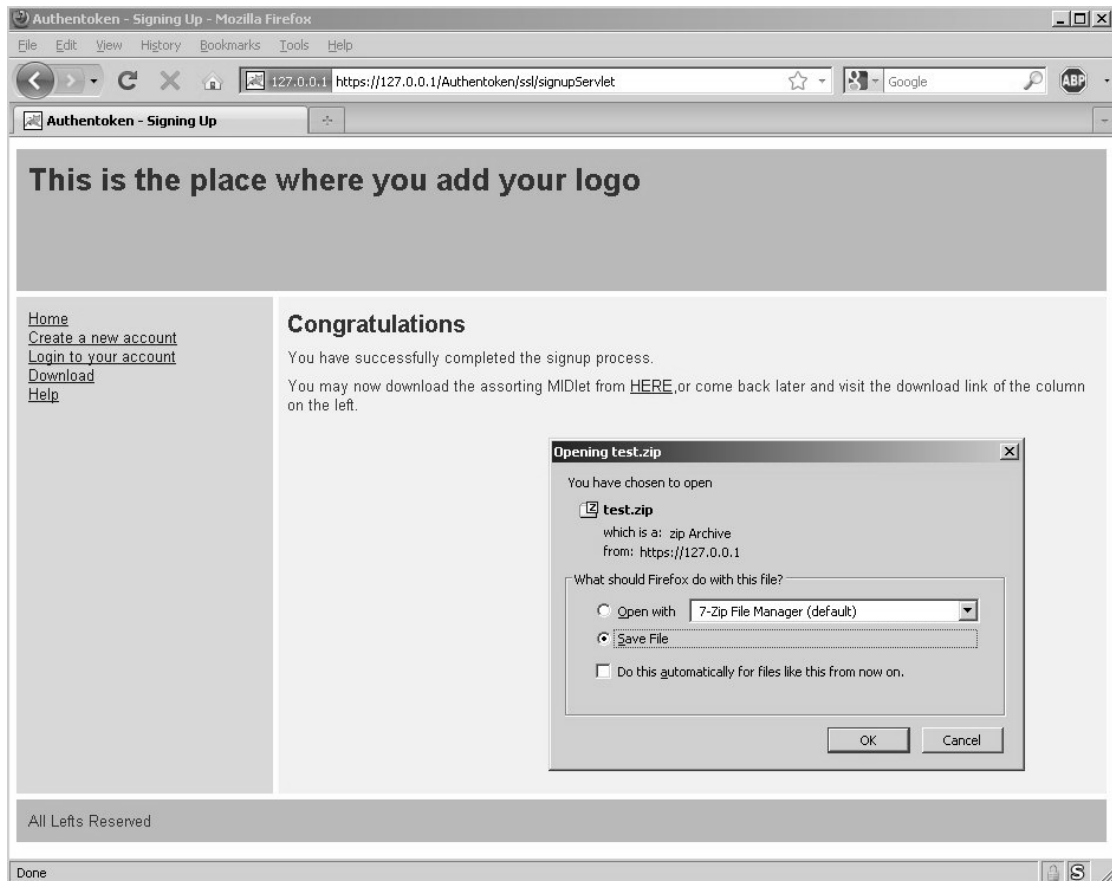 Authentoken - Signing Up - Mozilla Firefox
File Edit View History Bookmarks Tools Help
127.0.0.1 https://127.0.0.1/Authentoken/ssl/signupServlet Google ABP
Authentoken - Signing Up
This is the place where you add your logo
Home
Create a new account
Login to your account
Download
Help
Congratulations
You have successfully completed the signup process.
You may now download the assorting MIDlet from HERE,or come back later and visit the download link of the column
on the left.
Opening test.zip
You have chosen to open
test.zip
which is a: zip Archive
from: https://127.0.0.1
What should Firefox do with this file?
Open with 7-Zip File Manager (default)
Save File
Do this automatically for files like this from now on.
OK Cancel
All Lefts Reserved
Done S